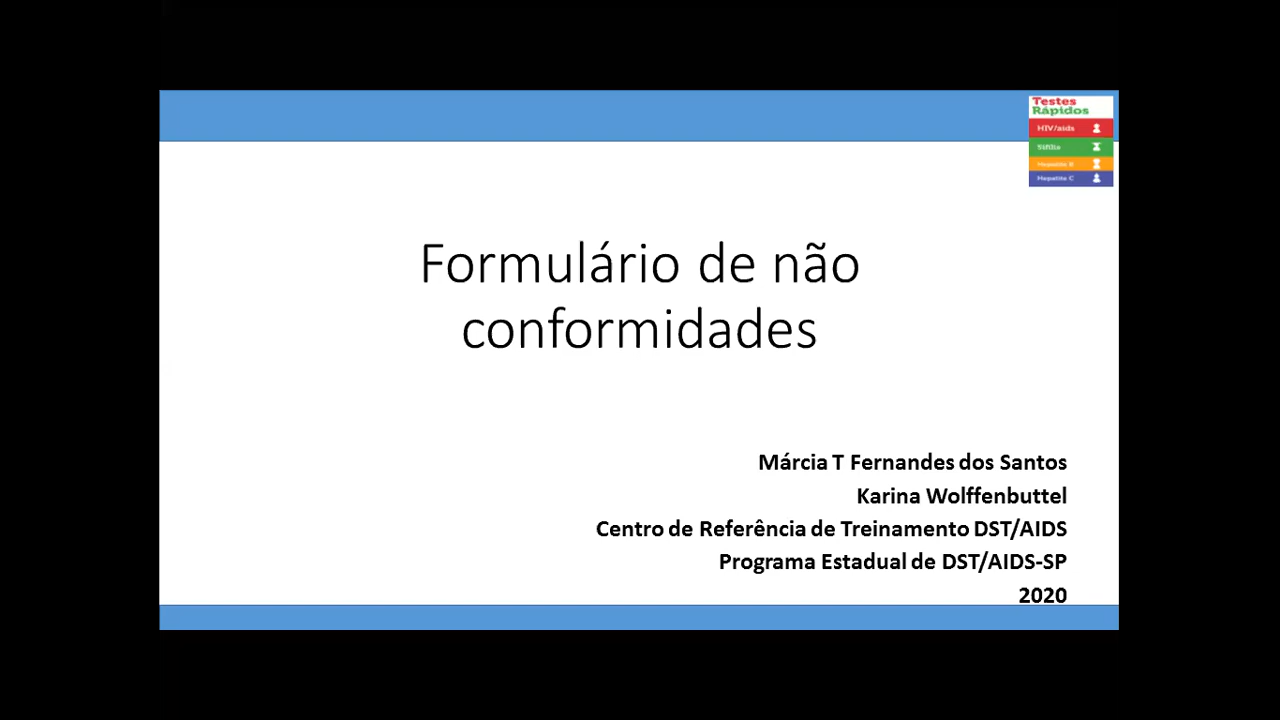 Testes
Rápidos
HIV/aids
Sífilis
Hepatite B
Hepatite C
Formulário de não
conformidades
Márcia T Fernandes dos Santos
Karina Wolffenbuttel
Centro de Referência de Treinamento DST/AIDS
Programa Estadual de DST/AIDS-SP
2020